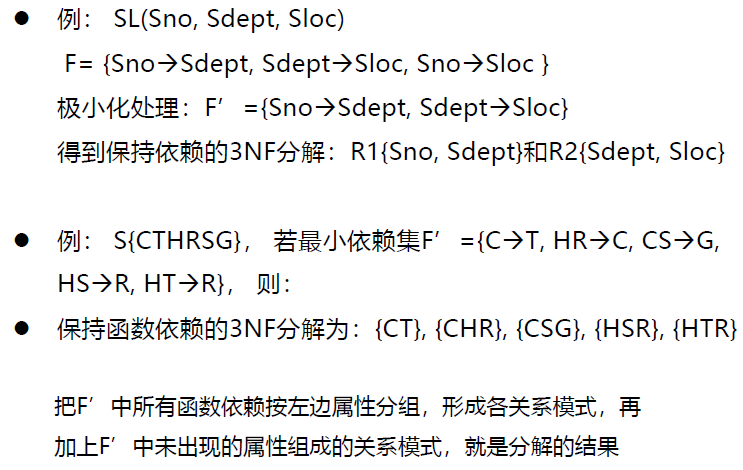 ● 例： SL(Sno, Sdept, Sloc)
F= {Sno→Sdept, Sdept→Sloc, Sno→Sloc }
极小化处理：F’={Sno→Sdept, Sdept→Sloc}
得到保持依赖的3NF分解：R1{Sno, Sdept}和R2{Sdept, Sloc}
● 例： S{CTHRSG}， 若最小依赖集F’={C→T, HR→C, CS→G,
HS→R, HT→R}， 则：
● 保持函数依赖的3NF分解为：{CT}, {CHR}, {CSG}, {HSR}, {HTR}
把F’中所有函数依赖按左边属性分组，形成各关系模式，再
加上F’中未出现的属性组成的关系模式，就是分解的结果